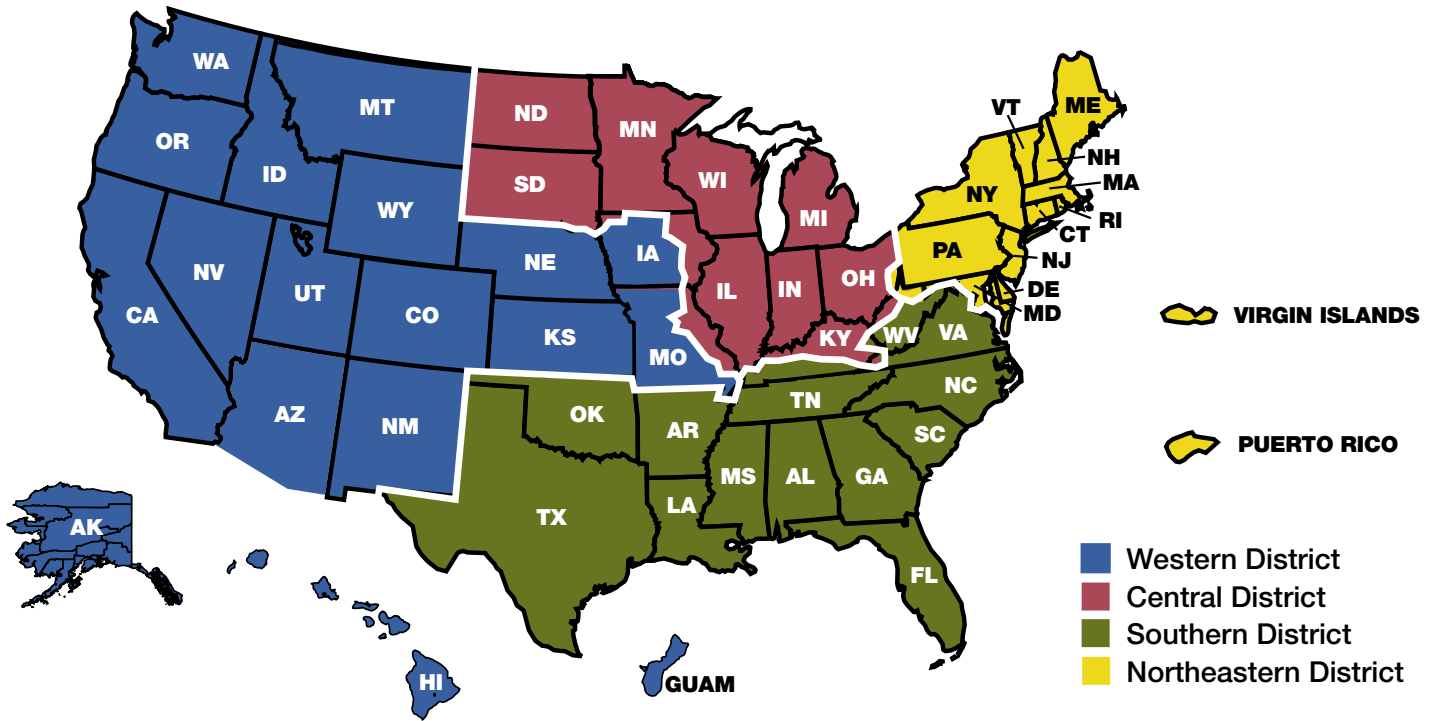 WA
MT
ND
MN
VT
ME
OR
ID
SD
WI
NH
MA
WY
MI
NY
RI
CT
NV
NE
IA
PA
NJ
UT
IL
IN
OH
DE
CA
CO
MD
VIRGIN ISLANDS
KS
MO
KY
WV
VA
AZ
NM
OK
TN
NC
AR
SC
PUERTO RICO
MS
AL
GA
TX
LA
AK
FL
HI
GUAM
Western District
Central District
Southern District
Northeastern District